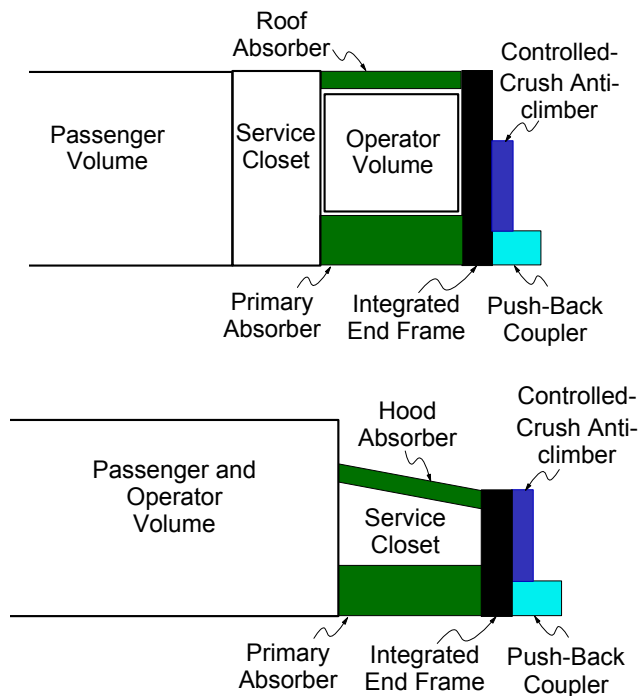 Roof
Absorber
Controlled-
Crush Anti-
climber
Passenger
Volume
Service
Closet
Operator
Volume
Primary
Absorber
Integrated
End Frame
Push-Back
Coupler
Controlled-
Crush Anti-
climber
Hood
Absorber
Passenger and
Operator
Volume
Service
Closet
Primary
Absorber
Integrated
End Frame
Push-Back
Coupler